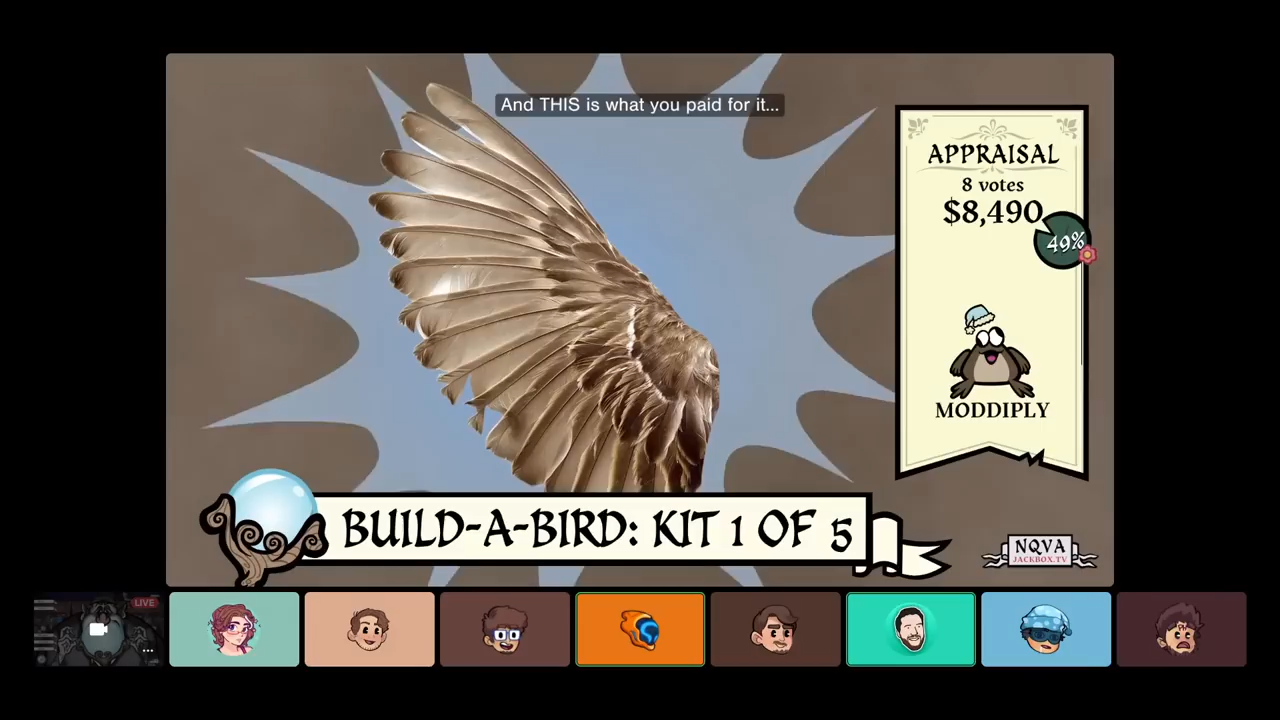 And THIS is what you paid for it...
APPRAISAL
8 votes
$8,490
49%
MODDIPLY
BUILD-A-BIRD: KIT 1 OF 5
NQVA
JACKBOX.TV
LIVE